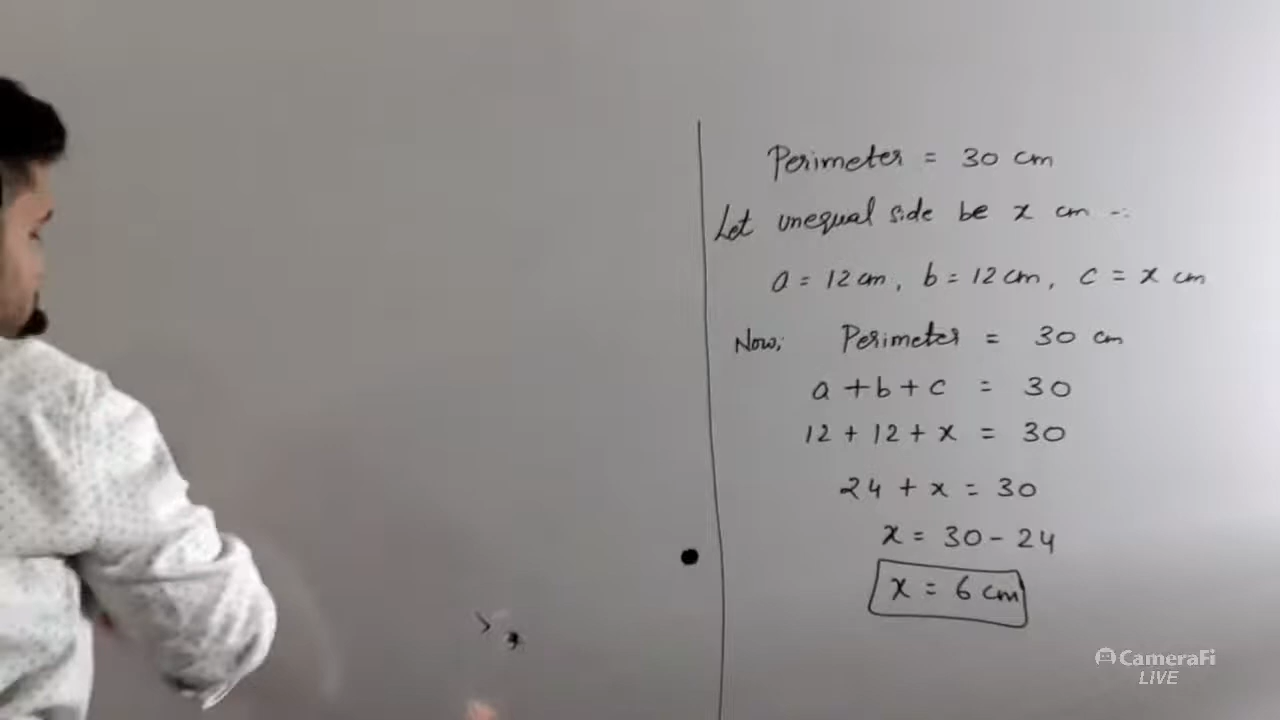 Perimeter = 30 cm
Let unequal side be x cm
a = 12 cm, b = 12 cm, c = x cm
Now; Perimeter = 30 cm
a + b + c = 30
12 + 12 + x = 30
24 + x = 30
x = 30 - 24
x = 6 cm
CameraFi
LIVE